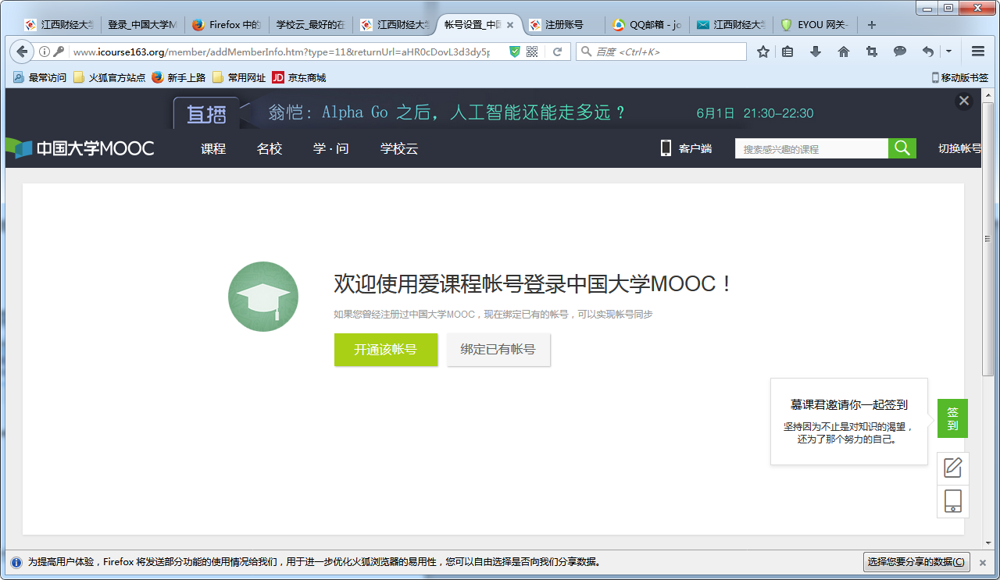 江西财经大学
登录_中国大学M
Firefox 中的
学校云_最好的在
江西财经大学
帐号设置_中国
注册账号
QQ邮箱 - jo
江西财经大学
EYOU 网关-
www.icourse163.org/member/addMemberInfo.htm?type=11&returnUrl=aHR0cDovL3d3dy5p
百度 <Ctrl+K>
最常访问
火狐官方站点
新手上路
常用网址
JD 京东商城
移动版书签
直播
翁恺：Alpha Go 之后，人工智能还能走多远？
6月1日 21:30-22:30
中国大学MOOC
课程
名校
学·问
学校云
客户端
搜索感兴趣的课程
切换帐号
欢迎使用爱课程帐号登录中国大学MOOC！
如果您曾经注册过中国大学MOOC，现在绑定已有的帐号，可以实现帐号同步
开通该帐号
绑定已有帐号
慕课君邀请你一起签到
坚持因为不止是对知识的渴望，
还为了那个努力的自己。
签
到
为提高用户体验，Firefox 将发送部分功能的使用情况给我们，用于进一步优化火狐浏览器的易用性，您可以自由选择是否向我们分享数据。
选择您要分享的数据(C)